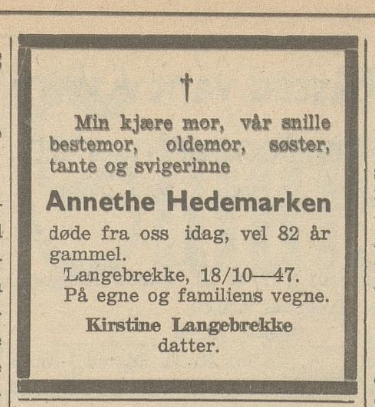 †
Min kjære mor, vår snille
bestemor, oldemor, søster,
tante og svigerinne
Annethe Hedemarken
døde fra oss idag, vel 82 år
gammel.
Langebrekke, 18/10—47.
På egne og familiens vegne.
Kirstine Langebrekke
datter.